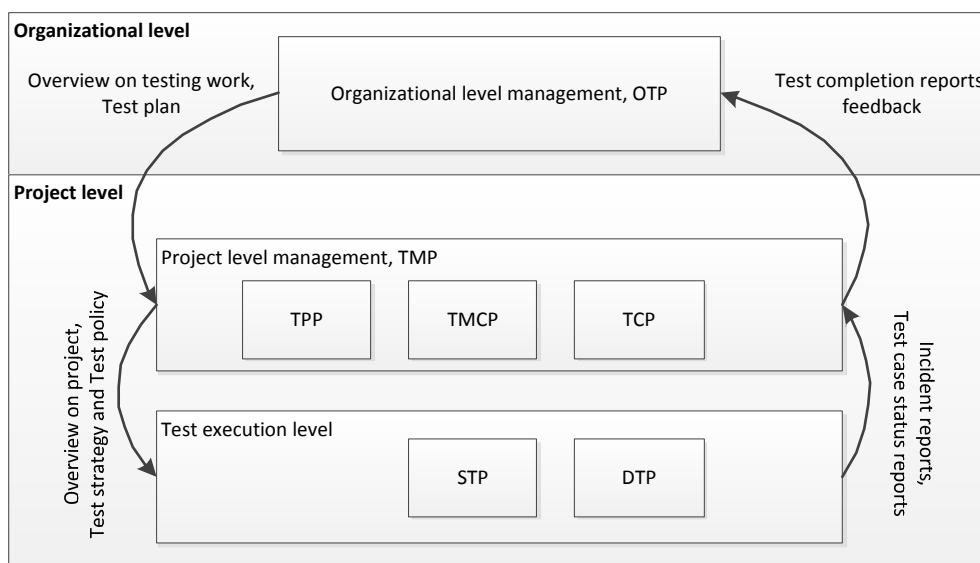 Organizational level
Overview on testing work,
Test plan
Organizational level management, OTP
Test completion reports
feedback
Project level
Project level management, TMP
TPP
TMCP
TCP
Overview on project,
Test strategy and Test policy
Incident reports,
Test case status reports
Test execution level
STP
DTP